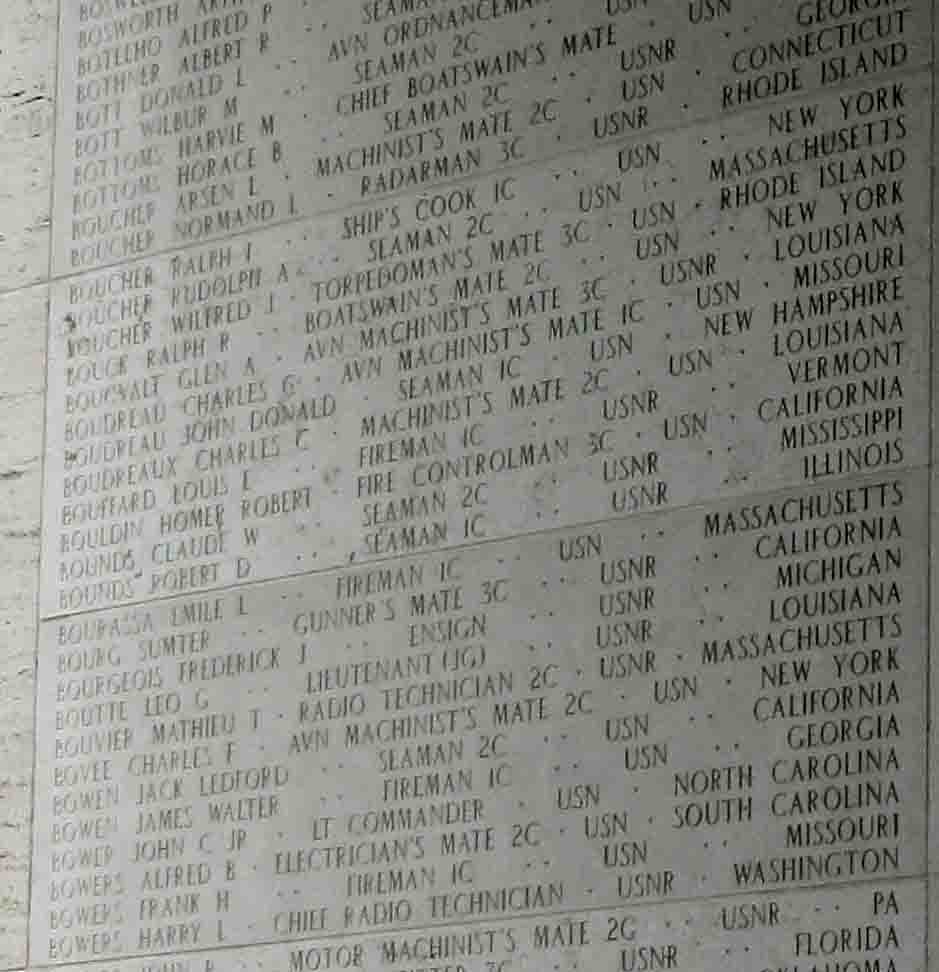 BOSWORTH
BOTELHO ALFRED P
BOTHNER ALBERT R · · SEAMA
BOTT DONALD L · AVN ORDNANCEMA
BOTT WILBUR M · · SEAMAN 2C · · USN
BOTTOMS HARVIE M · CHIEF BOATSWAIN'S MATE · USN
BOTTOMS HORACE B · · SEAMAN 2C · · USNR · · GEORGIA
BOUCHER ARSEN L · MACHINIST'S MATE 2C · USN · CONNECTICUT
BOUCHER NORMAND L · RADARMAN 3C · USNR · RHODE ISLAND
BOUCHER RALPH I · · SHIP'S COOK 1C · · USN · · NEW YORK
BOUCHER RUDOLPH A · · SEAMAN 2C · · USN · · MASSACHUSETTS
BOUCHER WILFRED J · TORPEDOMAN'S MATE 3C · USN · RHODE ISLAND
BOUCK RALPH R · · BOATSWAIN'S MATE 2C · · USN · · NEW YORK
BOUCVALT GLEN A · AVN MACHINIST'S MATE 3C · USNR · LOUISIANA
BOUDREAU CHARLES G · AVN MACHINIST'S MATE 1C · USN · MISSOURI
BOUDREAU JOHN DONALD · SEAMAN 1C · · USN · NEW HAMPSHIRE
BOUDREAUX CHARLES C · MACHINIST'S MATE 2C · USN · LOUISIANA
BOUFFARD LOUIS E · · FIREMAN 1C · · USNR · · VERMONT
BOULDIN HOMER ROBERT · FIRE CONTROLMAN 3C · USN · CALIFORNIA
BOUNDS CLAUDE W · · SEAMAN 2C · · USNR · · MISSISSIPPI
BOUNDS ROBERT D · · SEAMAN 1C · · USNR · · ILLINOIS
BOURASSA EMILE L · · FIREMAN 1C · · USN · · MASSACHUSETTS
BOURG SUMTER · · GUNNER'S MATE 3C · · USNR · · CALIFORNIA
BOURGEOIS FREDERICK J · · ENSIGN · · USNR · · MICHIGAN
BOUTTE LEO G · · LIEUTENANT (JG) · · USNR · · LOUISIANA
BOUVIER MATHIEU T · RADIO TECHNICIAN 2C · USNR · MASSACHUSETTS
BOVEE CHARLES F · AVN MACHINIST'S MATE 2C · USN · NEW YORK
BOWEN JACK LEDFORD · · SEAMAN 2C · · USN · · CALIFORNIA
BOWEN JAMES WALTER · · FIREMAN 1C · · USN · · GEORGIA
BOWER JOHN C JR · LT COMMANDER · · USN · NORTH CAROLINA
BOWERS ALFRED B · ELECTRICIAN'S MATE 2C · USN · SOUTH CAROLINA
BOWERS FRANK H · · FIREMAN 1C · · USN · · MISSOURI
BOWERS HARRY L · CHIEF RADIO TECHNICIAN · USNR · WASHINGTON
MOTOR MACHINIST'S MATE 2C · · USNR · · PA
USNR · · FLORIDA